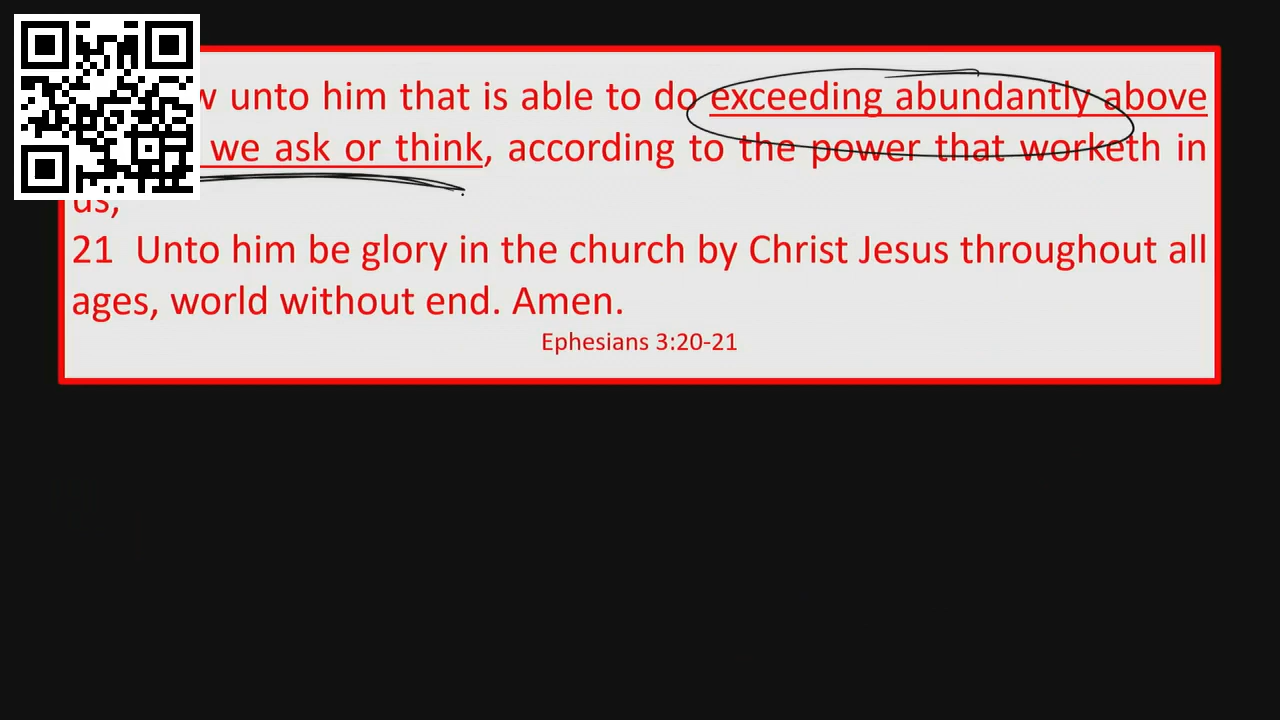 unto him that is able to do exceeding abundantly above
we ask or think, according to the power that worketh in
us,
21 Unto him be glory in the church by Christ Jesus throughout all
ages, world without end. Amen.
Ephesians 3:20-21